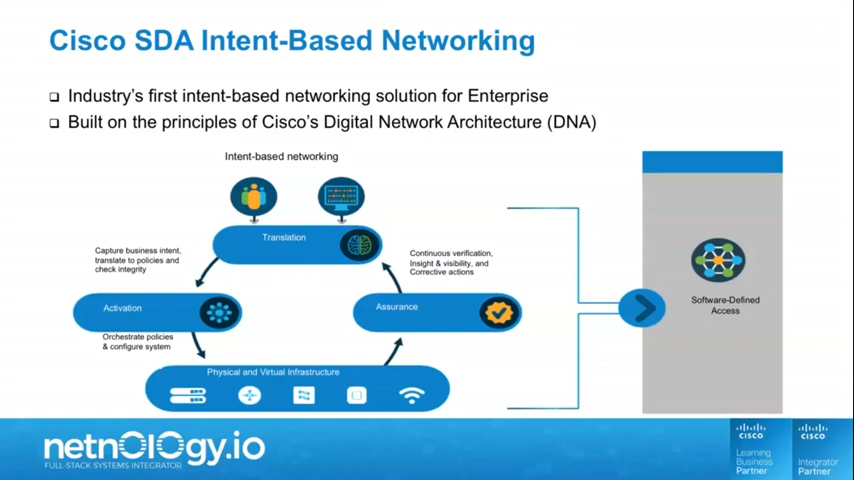 Cisco SDA Intent-Based Networking
Industry's first intent-based networking solution for Enterprise
Built on the principles of Cisco's Digital Network Architecture (DNA)
Intent-based networking
Translation
Capture business intent,
translate to policies and
check integrity
Continuous verification,
Insight & visibility, and
Corrective actions
Activation
Assurance
Orchestrate policies
& configure system
Physical and Virtual Infrastructure
Software-Defined
Access
netnology.io
FULL-STACK SYSTEMS INTEGRATOR
CISCO
Learning
Business
Partner
CISCO
Integrator
Partner